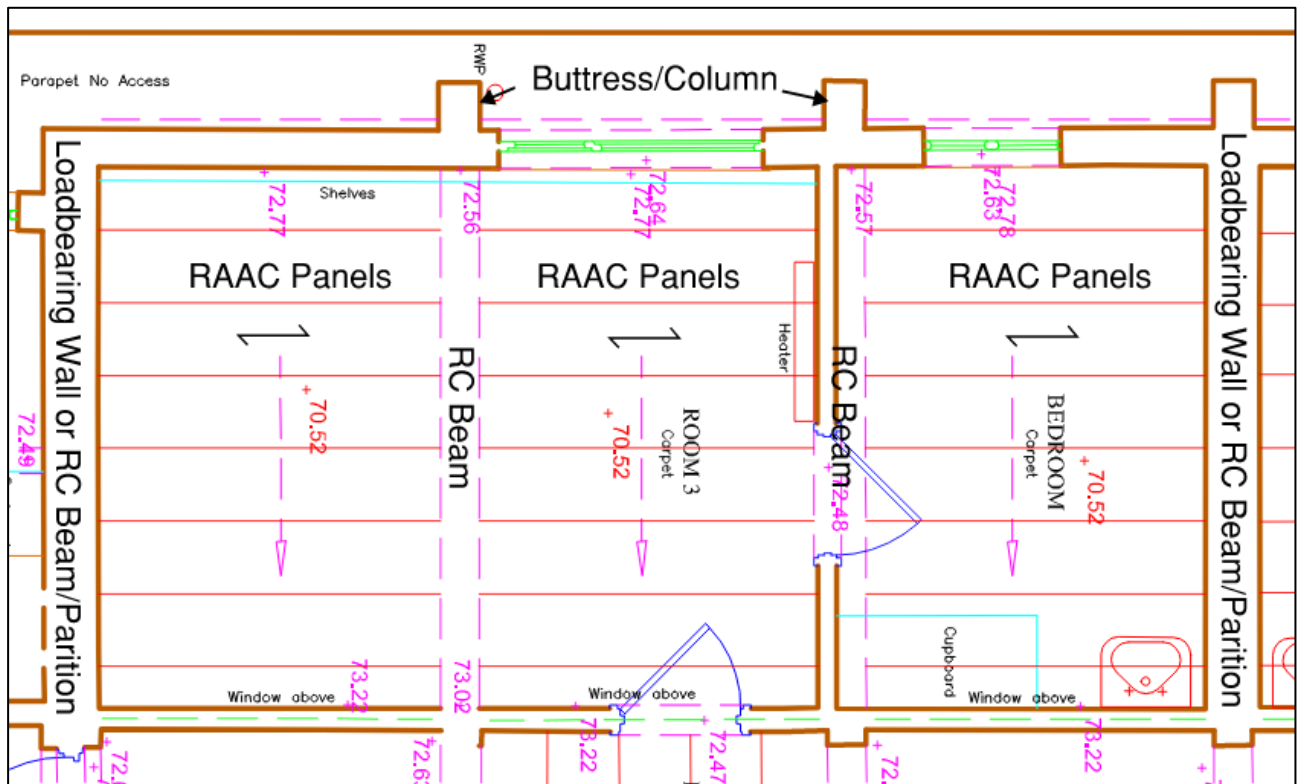 RWP
Parapet No Access
Buttress/Column
Loadbearing Wall or RC Beam/Parition
Loadbearing Wall or RC Beam/Parition
Shelves
72.77
72.56
72.64
72.77
72.57
72.63
72.78
RAAC Panels
RAAC Panels
RAAC Panels
Heater
RC Beam
RC Beam
70.52
ROOM 3
Carpet
70.52
BEDROOM
Carpet
70.52
72.49
72.48
Cupboard
73.22
73.02
Window above
Window above
Window above
73.22
72.47
73.22